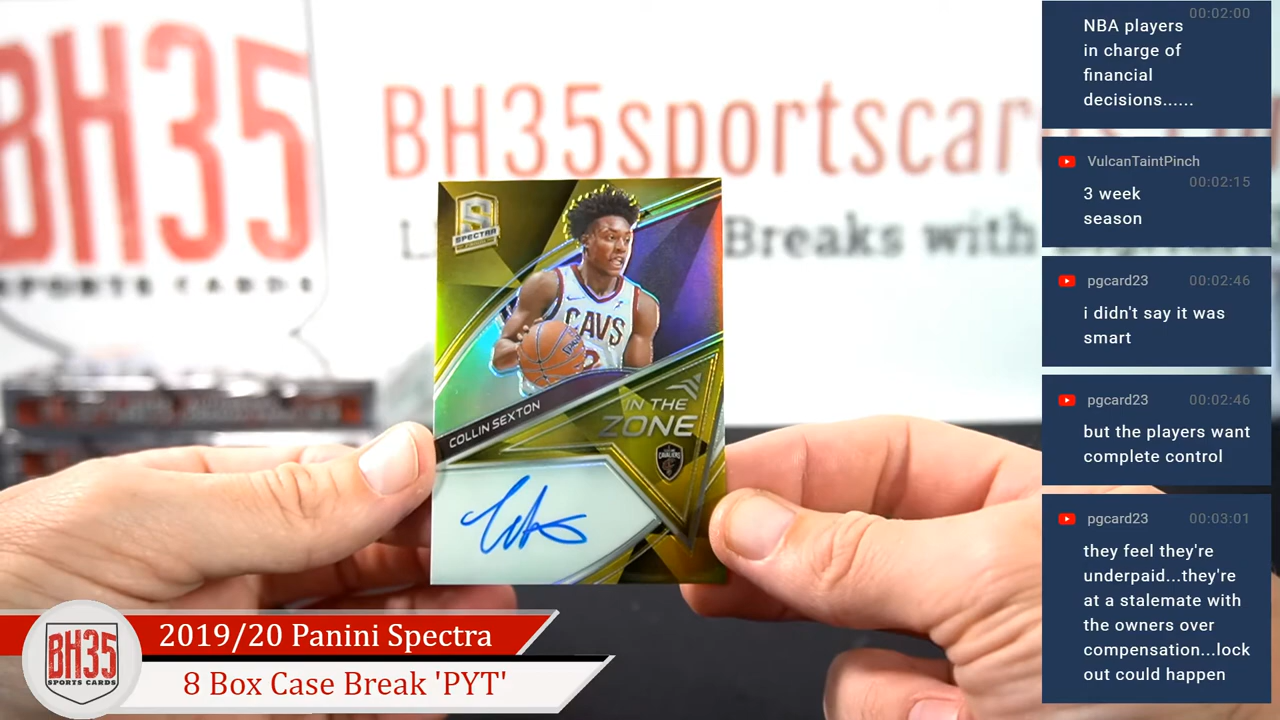 BH35
SPORTS CARDS
BH35sportscar
Breaks with
SPECTRA
CAVS
COLLIN SEXTON
IN THE
ZONE
CAVALIERS
BH35
SPORTS CARDS
2019/20 Panini Spectra
8 Box Case Break 'PYT'
00:02:00
NBA players
in charge of
financial
decisions......
VulcanTaintPinch
00:02:15
3 week
season
pgcard23 00:02:46
i didn't say it was
smart
pgcard23 00:02:46
but the players want
complete control
pgcard23 00:03:01
they feel they're
underpaid...they're
at a stalemate with
the owners over
compensation...lock
out could happen